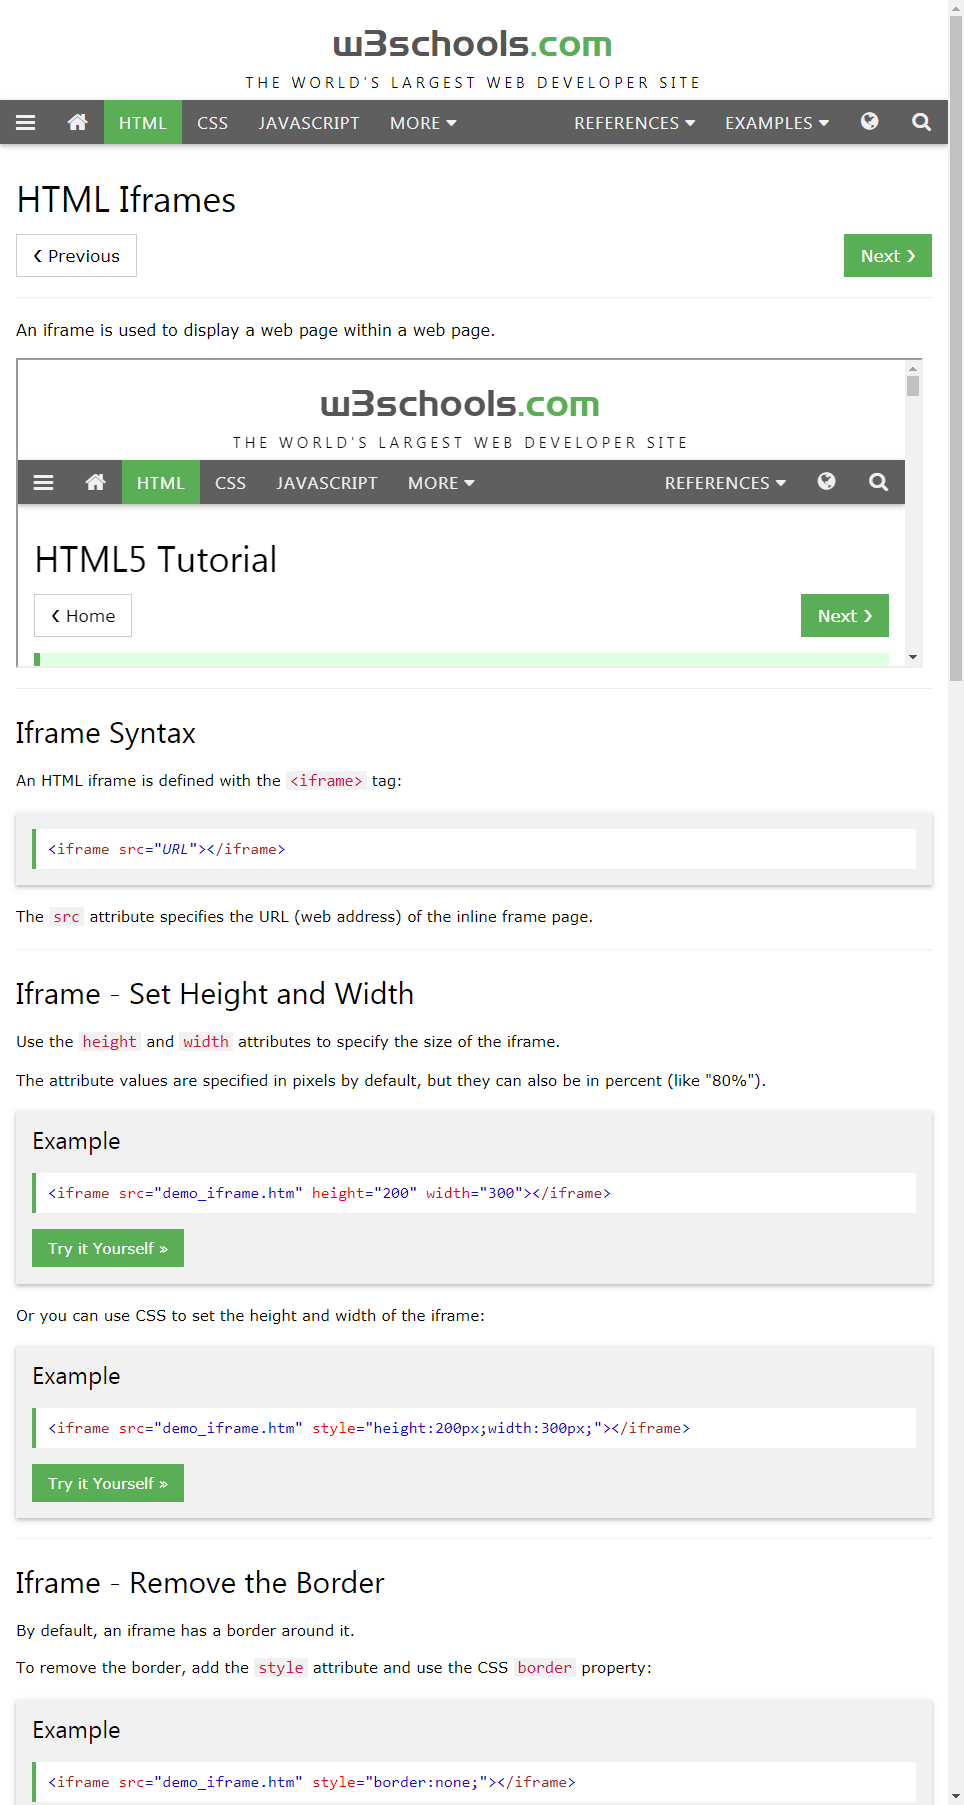 w3schools.com
THE WORLD'S LARGEST WEB DEVELOPER SITE
HTML CSS JAVASCRIPT MORE REFERENCES EXAMPLES
HTML Iframes
❮ Previous Next ❯
An iframe is used to display a web page within a web page.
w3schools.com
THE WORLD'S LARGEST WEB DEVELOPER SITE
HTML CSS JAVASCRIPT MORE REFERENCES
HTML5 Tutorial
❮ Home Next ❯
Iframe Syntax
An HTML iframe is defined with the <iframe> tag:
<iframe src="URL"></iframe>
The src attribute specifies the URL (web address) of the inline frame page.
Iframe - Set Height and Width
Use the height and width attributes to specify the size of the iframe.
The attribute values are specified in pixels by default, but they can also be in percent (like "80%").
Example
<iframe src="demo_iframe.htm" height="200" width="300"></iframe>
Try it Yourself »
Or you can use CSS to set the height and width of the iframe:
Example
<iframe src="demo_iframe.htm" style="height:200px;width:300px;"></iframe>
Try it Yourself »
Iframe - Remove the Border
By default, an iframe has a border around it.
To remove the border, add the style attribute and use the CSS border property:
Example
<iframe src="demo_iframe.htm" style="border:none;"></iframe>